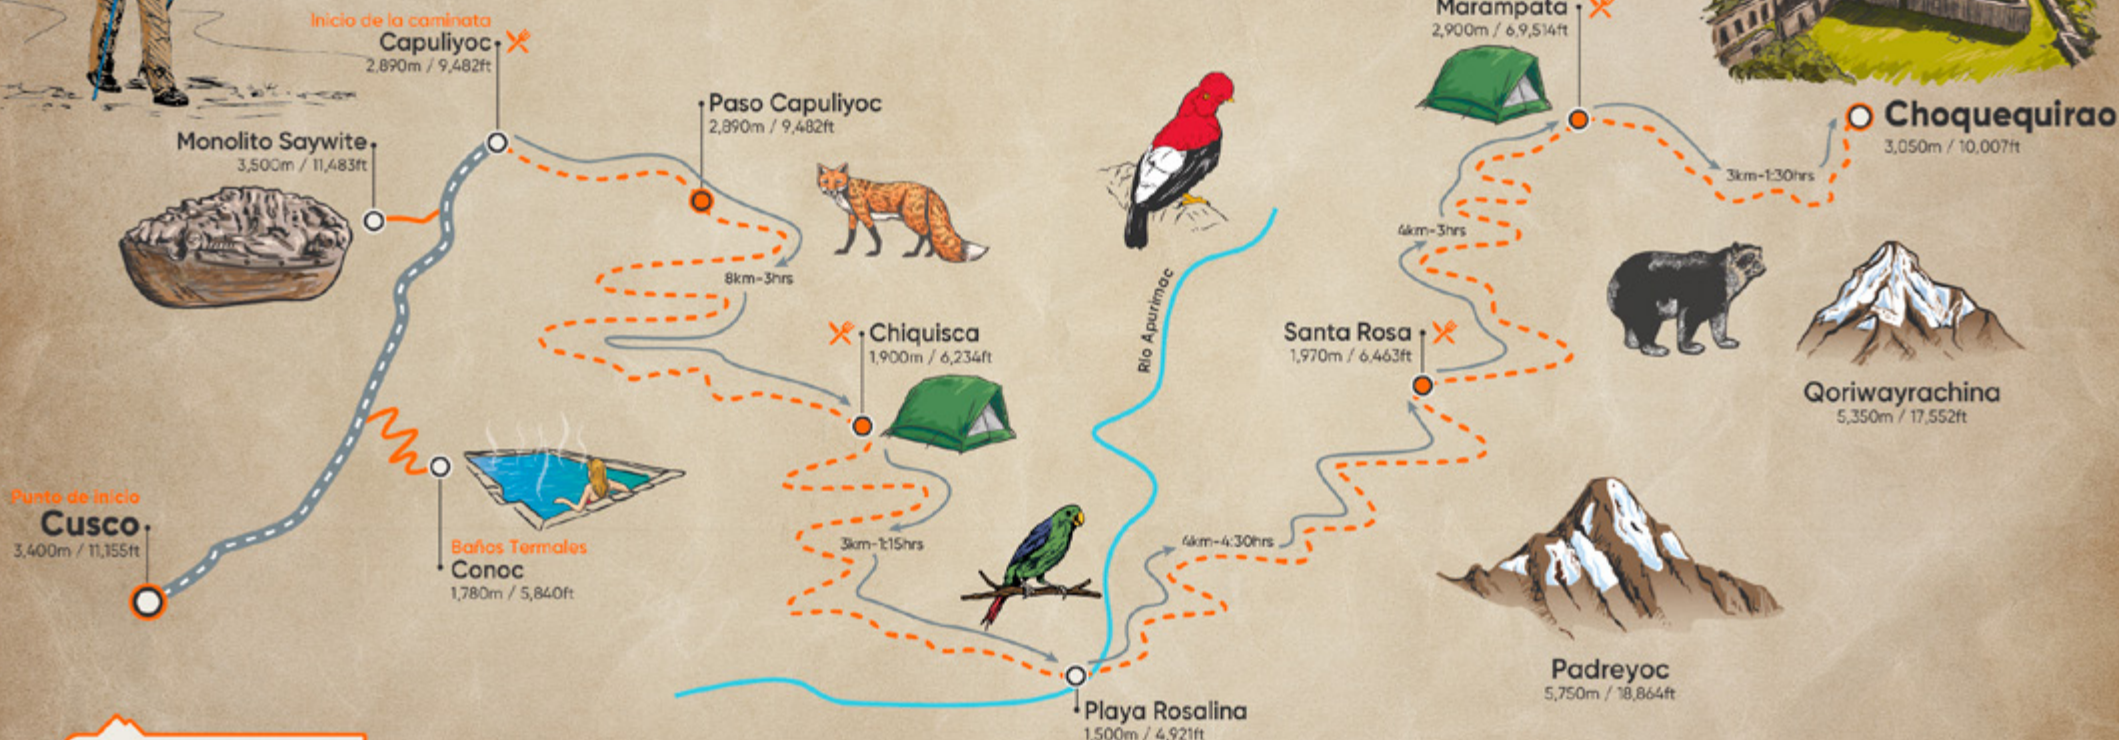 Inicio de la caminata
Capuliyoc
2,890m / 9,482ft
Marampata
2,900m / 6,9,514ft
Paso Capuliyoc
2,890m / 9,482ft
Choquequirao
3,050m / 10,007ft
Monolito Saywite
3,500m / 11,483ft
3km-1:30hrs
4km-3hrs
8km-3hrs
Río Apurimac
Chiquisca
1,900m / 6,234ft
Santa Rosa
1,970m / 6,463ft
Qoriwayrachina
5,350m / 17,552ft
Punto de inicio
Cusco
3,400m / 11,155ft
Baños Termales
Conoc
1,780m / 5,840ft
3km-1:15hrs
4km-4:30hrs
Padreyoc
5,750m / 18,864ft
Playa Rosalina
1,500m / 4,921ft